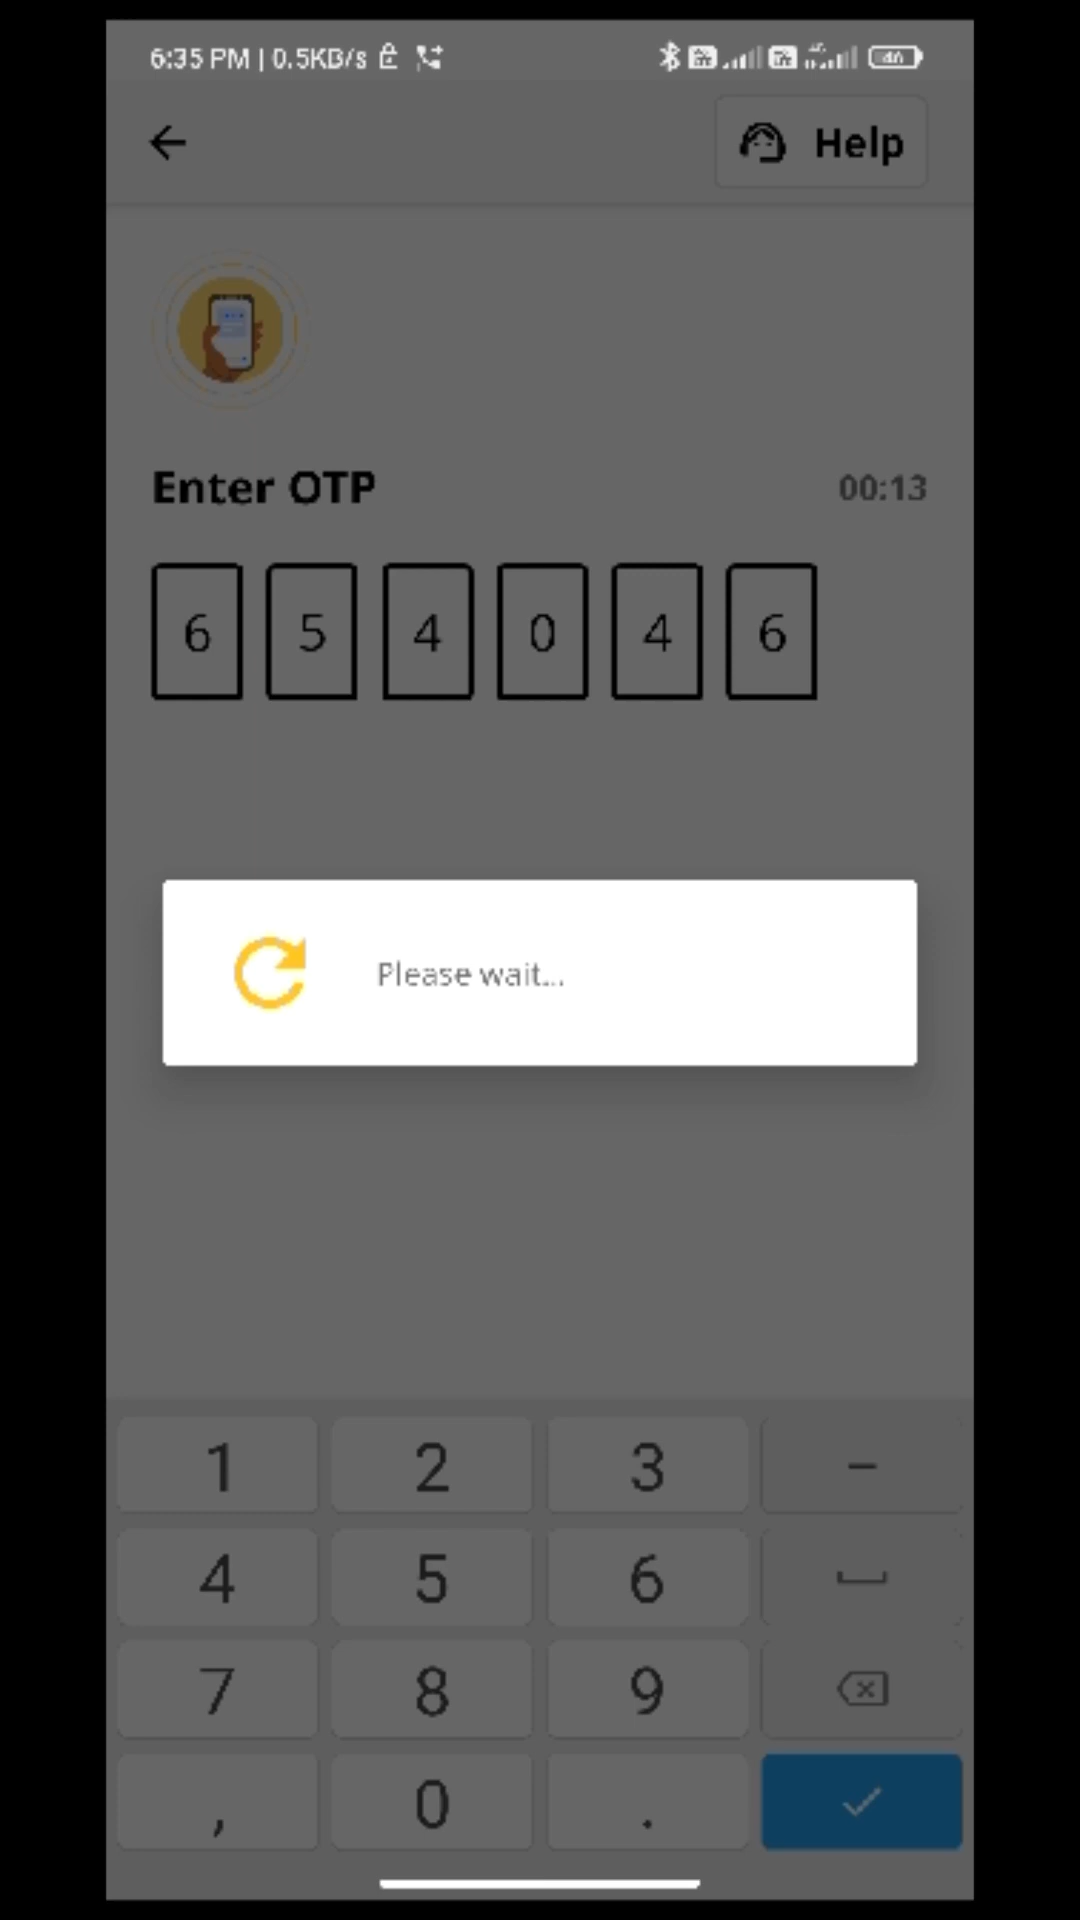 6:35 PM | 0.5KB/s
Help
Enter OTP
00:13
6 5 4 0 4 6
Please wait...
1 2 3 –
4 5 6
7 8 9
, 0 .